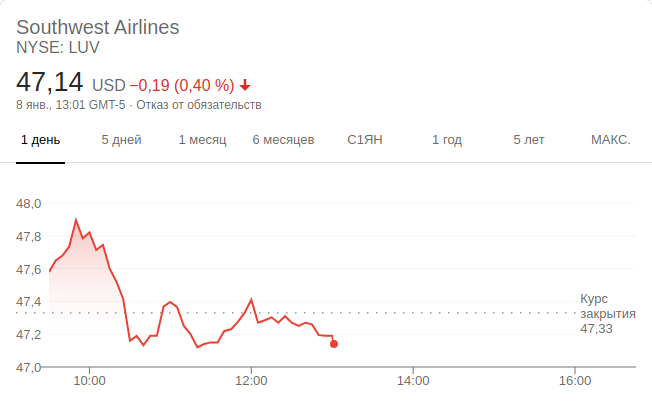 Southwest Airlines
NYSE: LUV
47,14 USD −0,19 (0,40 %)
8 янв., 13:01 GMT-5 · Отказ от обязательств
1 день 5 дней 1 месяц 6 месяцев С1ЯН 1 год 5 лет МАКС.
48,0
47,8
47,6
47,4
47,2
47,0
Курс
закрытия
47,33
10:00 12:00 14:00 16:00